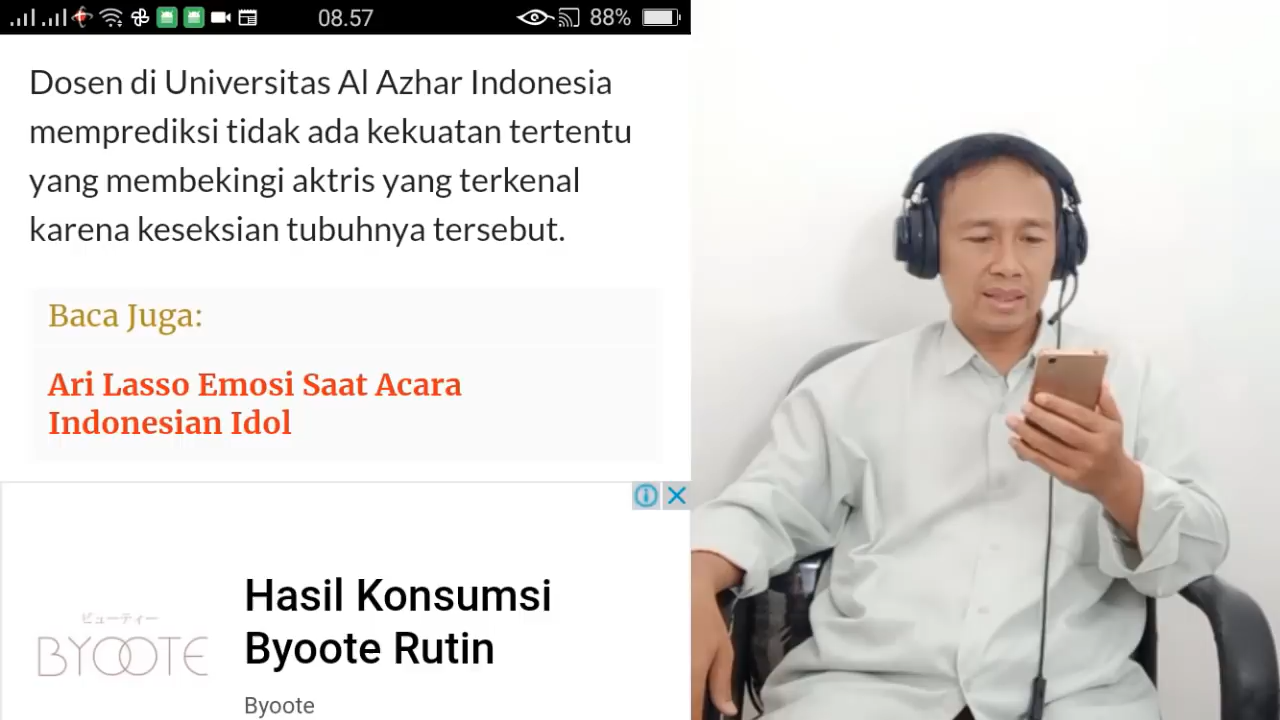 08.57
88%
Dosen di Universitas Al Azhar Indonesia
memprediksi tidak ada kekuatan tertentu
yang membekingi aktris yang terkenal
karena keseksian tubuhnya tersebut.
Baca Juga:
Ari Lasso Emosi Saat Acara
Indonesian Idol
Hasil Konsumsi
Byoote Rutin
ビューティー
BYOOTE
Byoote